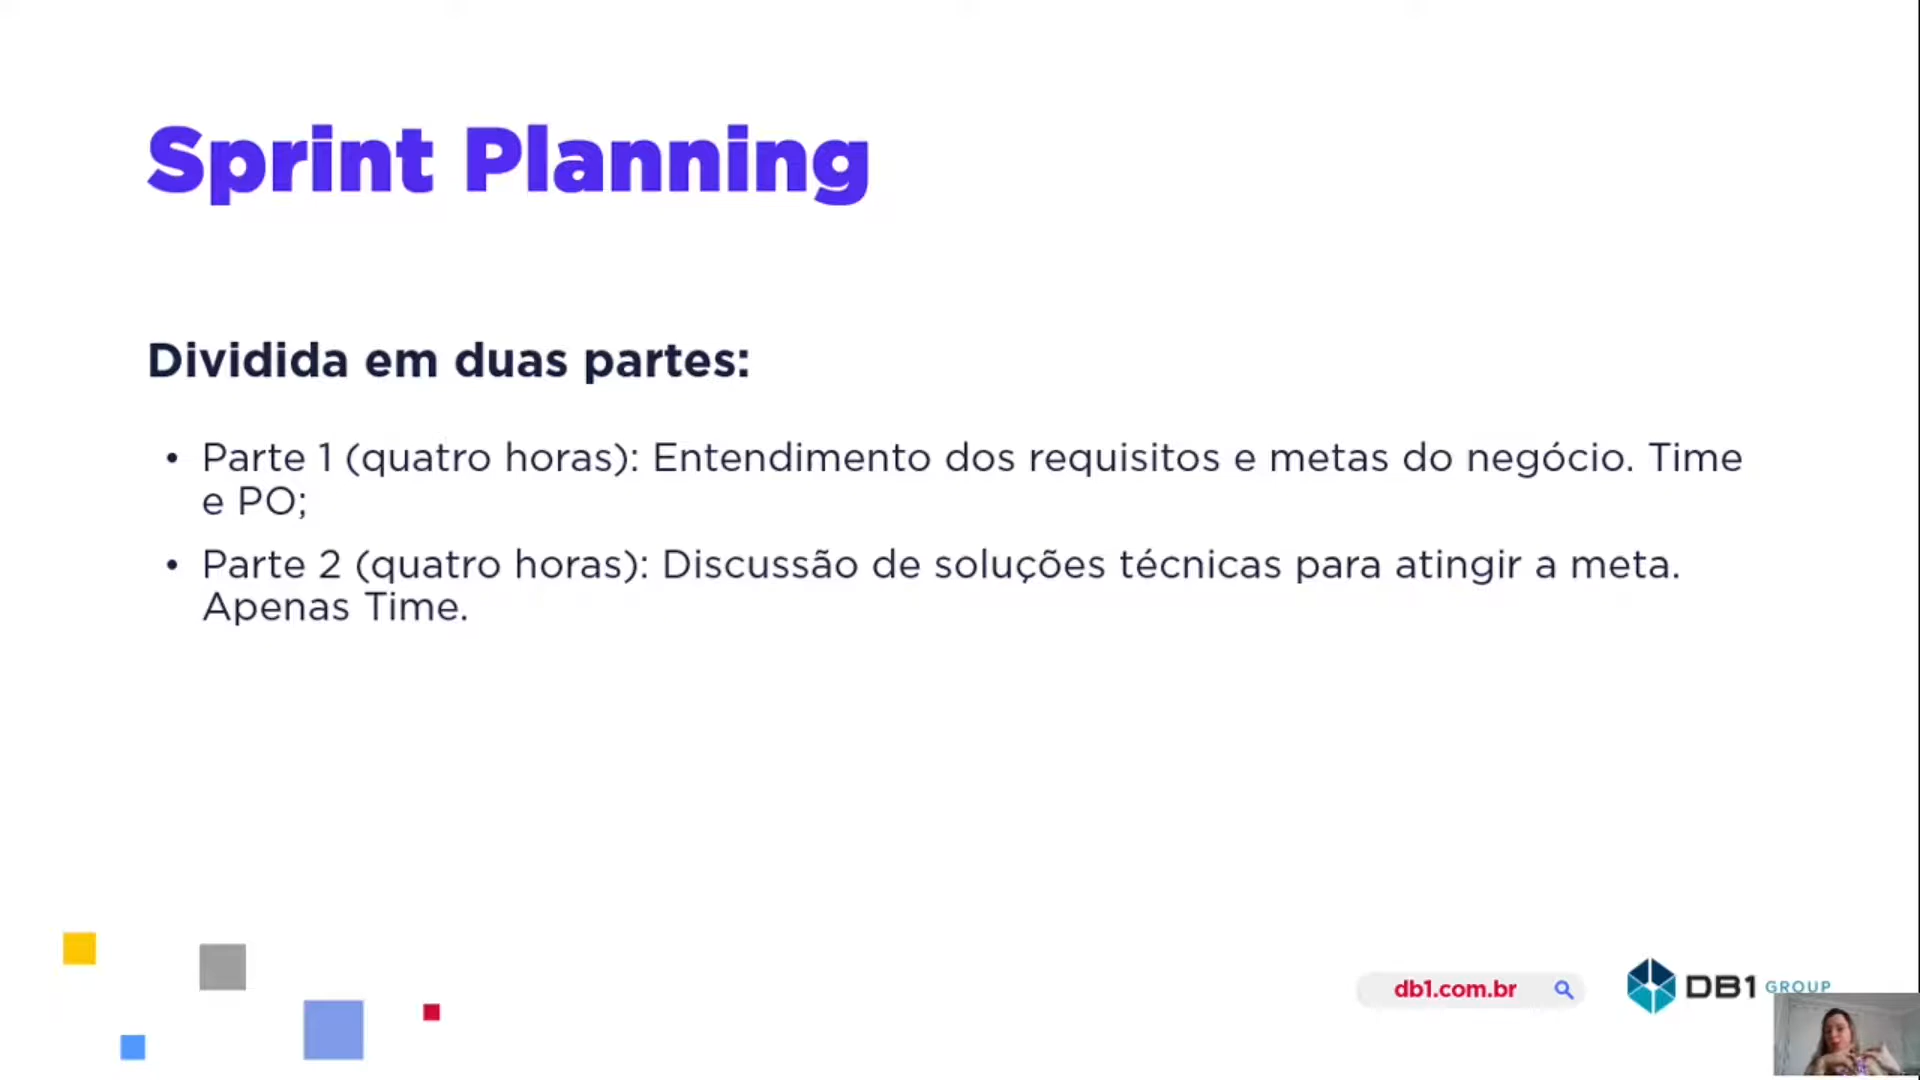 Sprint Planning
Dividida em duas partes:
• Parte 1 (quatro horas): Entendimento dos requisitos e metas do negócio. Time
e PO;
• Parte 2 (quatro horas): Discussão de soluções técnicas para atingir a meta.
Apenas Time.
db1.com.br
DB1 GROUP